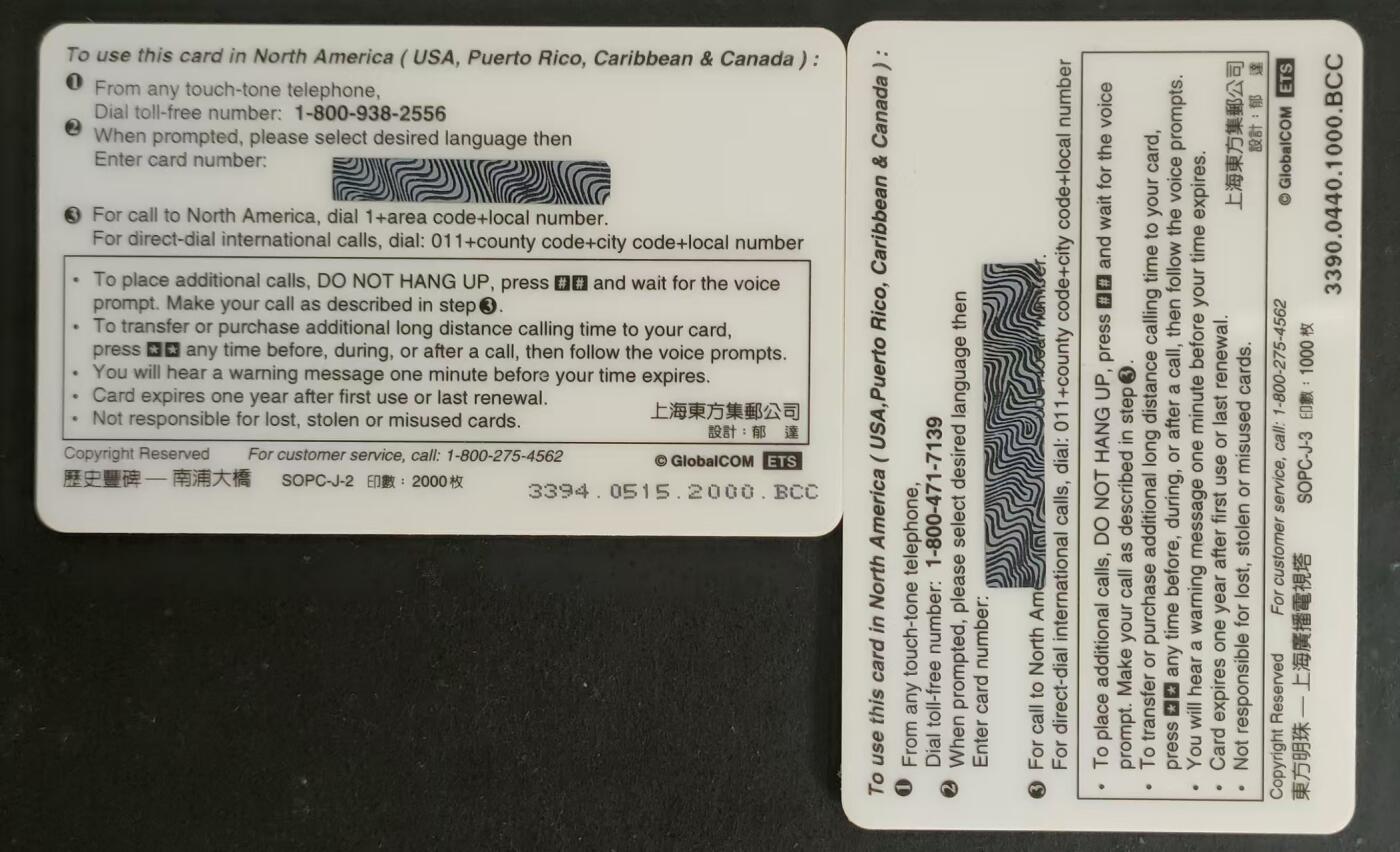 To use this card in North America ( USA, Puerto Rico, Caribbean & Canada ) :
❶ From any touch-tone telephone,
Dial toll-free number: 1-800-938-2556
❷ When prompted, please select desired language then
Enter card number:
❸ For call to North America, dial 1+area code+local number.
For direct-dial international calls, dial: 011+county code+city code+local number
• To place additional calls, DO NOT HANG UP, press ## and wait for the voice
prompt. Make your call as described in step ❸.
• To transfer or purchase additional long distance calling time to your card,
press ** any time before, during, or after a call, then follow the voice prompts.
• You will hear a warning message one minute before your time expires.
• Card expires one year after first use or last renewal.
• Not responsible for lost, stolen or misused cards.
上海東方集郵公司
設計：郁 達
Copyright Reserved For customer service, call: 1-800-275-4562
© GlobalCOM ETS
歷史豐碑 — 南浦大橋 SOPC-J-2 印數：2000枚
3394.0515.2000.BCC
To use this card in North America ( USA,Puerto Rico, Caribbean & Canada ) :
❶ From any touch-tone telephone,
Dial toll-free number: 1-800-471-7139
❷ When prompted, please select desired language then
Enter card number:
❸ For call to North
For direct-dial international calls, dial: 011+county code+city code+local number
• To place additional calls, DO NOT HANG UP, press ## and wait for the voice
prompt. Make your call as described in step ❸.
• To transfer or purchase additional long distance calling time to your card,
press ** any time before, during, or after a call, then follow the voice prompts.
• You will hear a warning message one minute before your time expires.
• Card expires one year after first use or last renewal.
• Not responsible for lost, stolen or misused cards.
上海東方集郵公司
設計：郁 達
Copyright Reserved For customer service, call: 1-800-275-4562
© GlobalCOM ETS
東方明珠 — 上海廣播電視塔 SOPC-J-3 印數：1000枚
3390.0440.1000.BCC